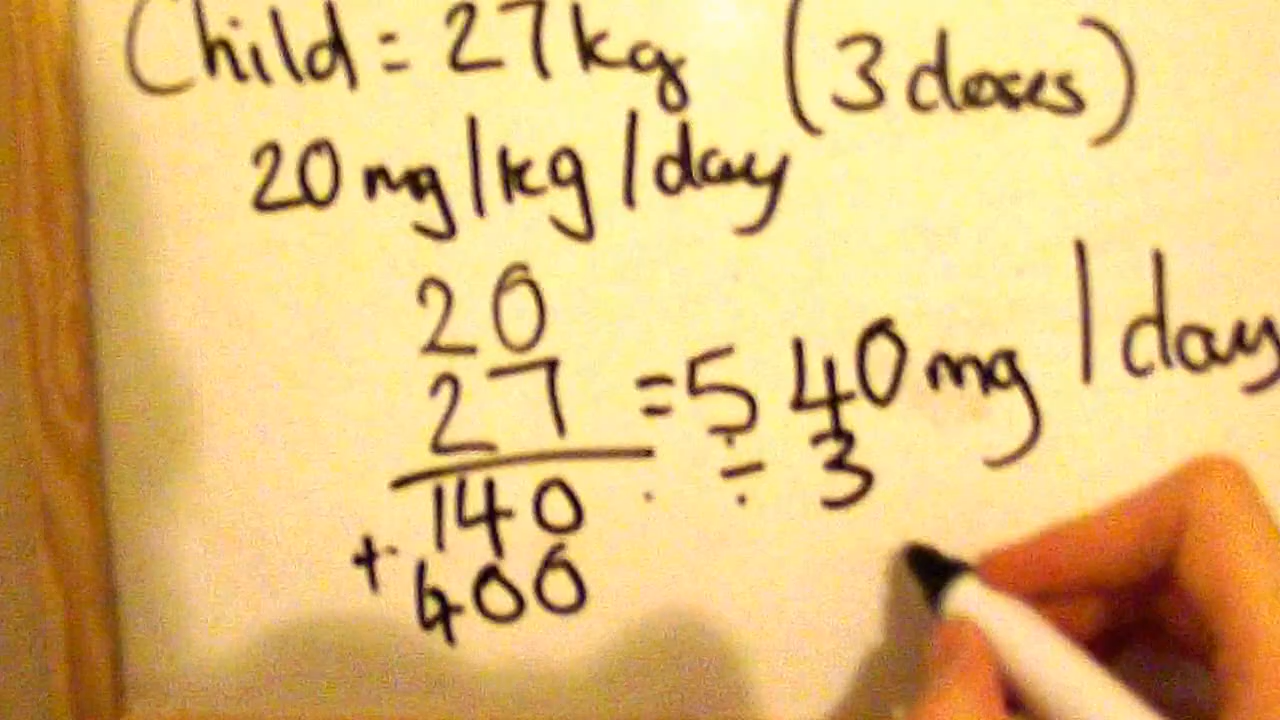 Child = 27kg (3 doses)
20mg/kg/day
20
27 = 540mg/day
÷ 3
140
+ 400